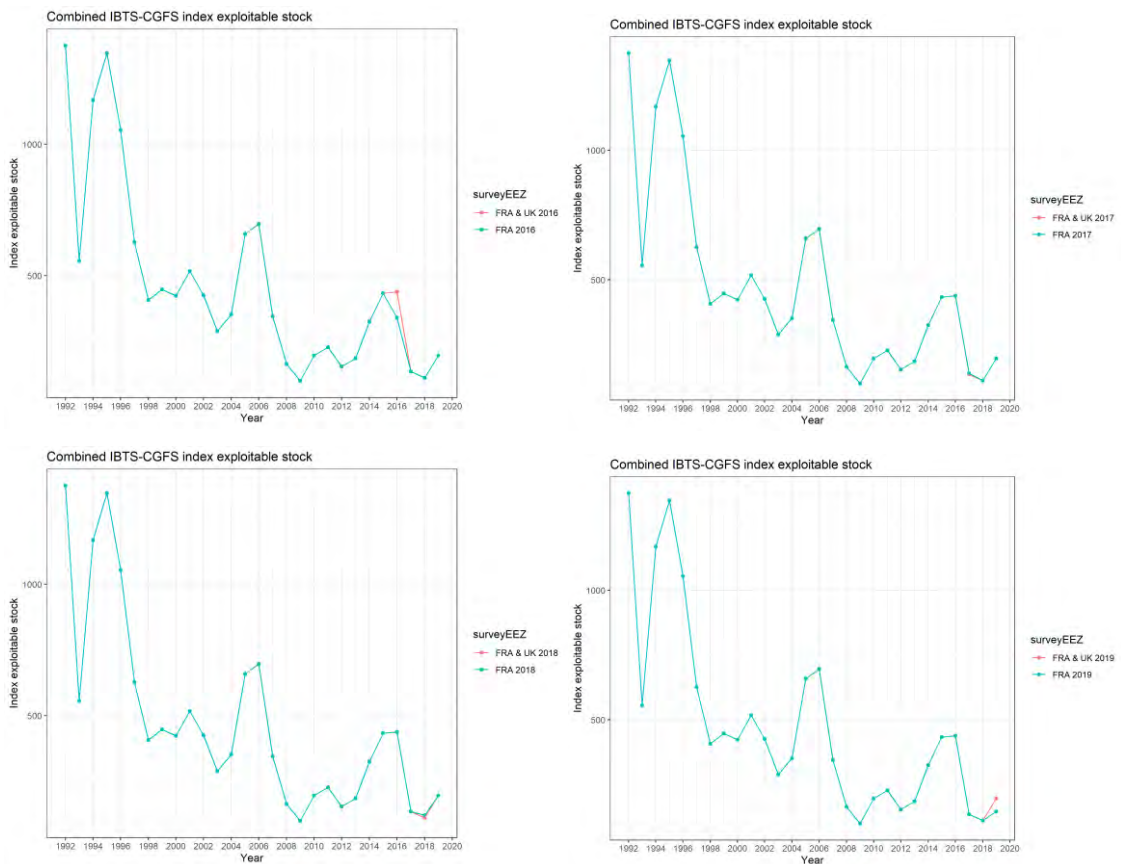 Combined IBTS-CGFS index exploitable stock
Index exploitable stock
1000
500
1992 1994 1996 1998 2000 2002 2004 2006 2008 2010 2012 2014 2016 2018 2020
Year
surveyEEZ
FRA & UK 2016
FRA 2016
Combined IBTS-CGFS index exploitable stock
Index exploitable stock
1000
500
1992 1994 1996 1998 2000 2002 2004 2006 2008 2010 2012 2014 2016 2018 2020
Year
surveyEEZ
FRA & UK 2017
FRA 2017
Combined IBTS-CGFS index exploitable stock
Index exploitable stock
1000
500
1992 1994 1996 1998 2000 2002 2004 2006 2008 2010 2012 2014 2016 2018 2020
Year
surveyEEZ
FRA & UK 2018
FRA 2018
Combined IBTS-CGFS index exploitable stock
Index exploitable stock
1000
500
1992 1994 1996 1998 2000 2002 2004 2006 2008 2010 2012 2014 2016 2018 2020
Year
surveyEEZ
FRA & UK 2019
FRA 2019